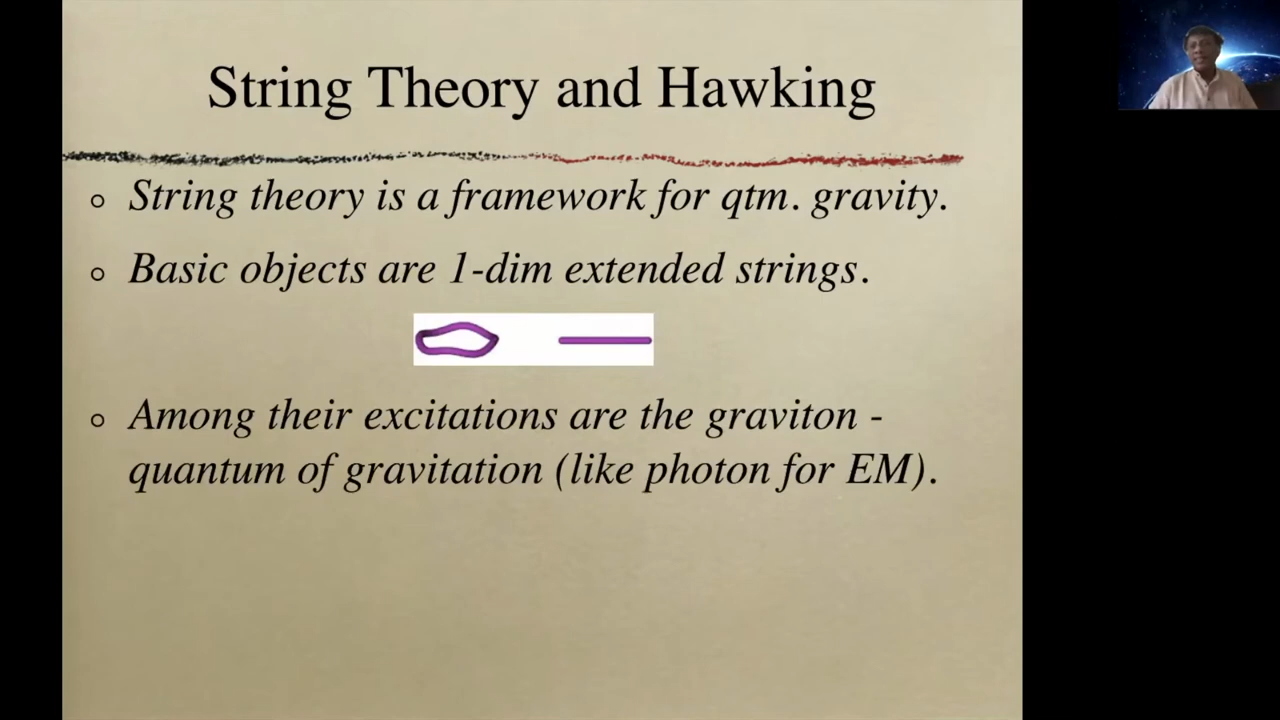 String Theory and Hawking
String theory is a framework for qtm. gravity.
Basic objects are 1-dim extended strings.
Among their excitations are the graviton -
quantum of gravitation (like photon for EM).